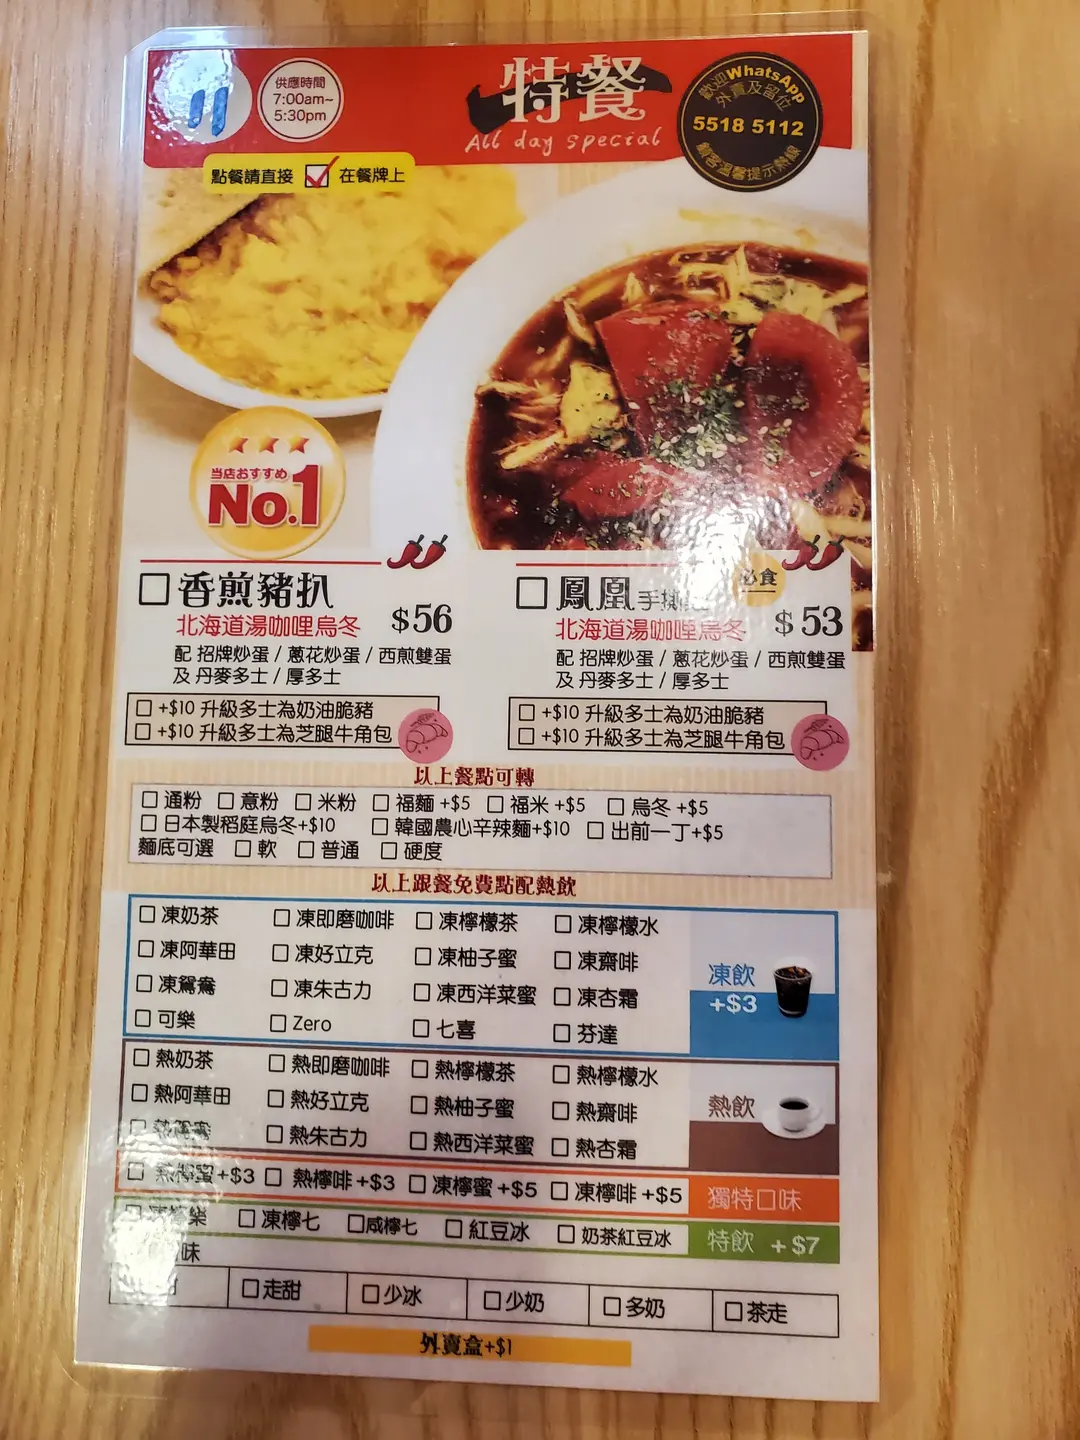 11
供應時間
7:00am~
5:30pm
特餐
All day special
歡迎WhatsApp
外賣及留位
5518 5112
點餐請直接 ☑ 在餐牌上
当店おすすめ
No.1
□ 香煎豬扒
北海道湯咖哩烏冬 $56
配 招牌炒蛋 / 蔥花炒蛋 / 西煎雙蛋
及 丹麥多士 / 厚多士
□ +$10 升級多士為奶油脆豬
□ +$10 升級多士為芝腿牛角包
必食
□ 鳳凰手撕
北海道湯咖哩烏冬 $53
配 招牌炒蛋 / 蔥花炒蛋 / 西煎雙蛋
及 丹麥多士 / 厚多士
□ +$10 升級多士為奶油脆豬
□ +$10 升級多士為芝腿牛角包
以上餐點可轉
□ 通粉 □ 意粉 □ 米粉 □ 福麵 +$5 □ 福米 +$5 □ 烏冬 +$5
□ 日本製稻庭烏冬+$10 □ 韓國農心辛辣麵+$10 □ 出前一丁+$5
麵底可選 □ 軟 □ 普通 □ 硬度
以上跟餐免費點配熱飲
□ 凍奶茶 □ 凍即磨咖啡 □ 凍檸檬茶 □ 凍檸檬水
□ 凍阿華田 □ 凍好立克 □ 凍柚子蜜 □ 凍齋啡
□ 凍鴛鴦 □ 凍朱古力 □ 凍西洋菜蜜 □ 凍杏霜
□ 可樂 □ Zero □ 七喜 □ 芬達
凍飲
+$3
□ 熱奶茶 □ 熱即磨咖啡 □ 熱檸檬茶 □ 熱檸檬水
□ 熱阿華田 □ 熱好立克 □ 熱柚子蜜 □ 熱齋啡
□ 熱鴛鴦 □ 熱朱古力 □ 熱西洋菜蜜 □ 熱杏霜
熱飲
□ 熱檸蜜+$3 □ 熱檸啡+$3 □ 凍檸蜜+$5 □ 凍檸啡+$5 獨特口味
□ 凍檸樂 □ 凍檸七 □ 咸檸七 □ 紅豆冰 □ 奶茶紅豆冰 特飲 + $7
味
□ 走甜 □ 少冰 □ 少奶 □ 多奶 □ 茶走
外賣盒+$1